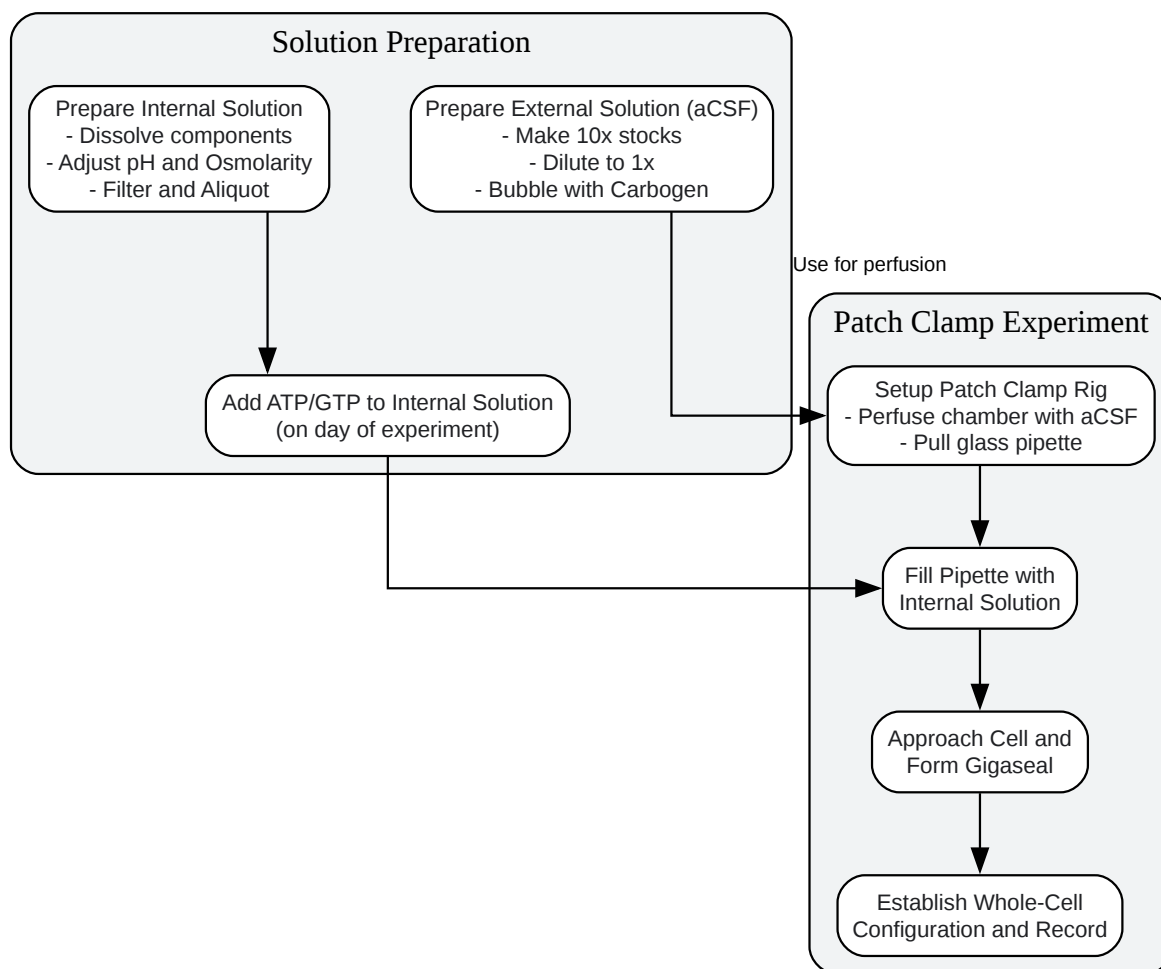 Solution Preparation
Prepare Internal Solution
- Dissolve components
- Adjust pH and Osmolarity
- Filter and Aliquot
Prepare External Solution (aCSF)
- Make 10x stocks
- Dilute to 1x
- Bubble with Carbogen
Use for perfusion
Add ATP/GTP to Internal Solution
(on day of experiment)
Patch Clamp Experiment
Setup Patch Clamp Rig
- Perfuse chamber with aCSF
- Pull glass pipette
Fill Pipette with
Internal Solution
Approach Cell and
Form Gigaseal
Establish Whole-Cell
Configuration and Record